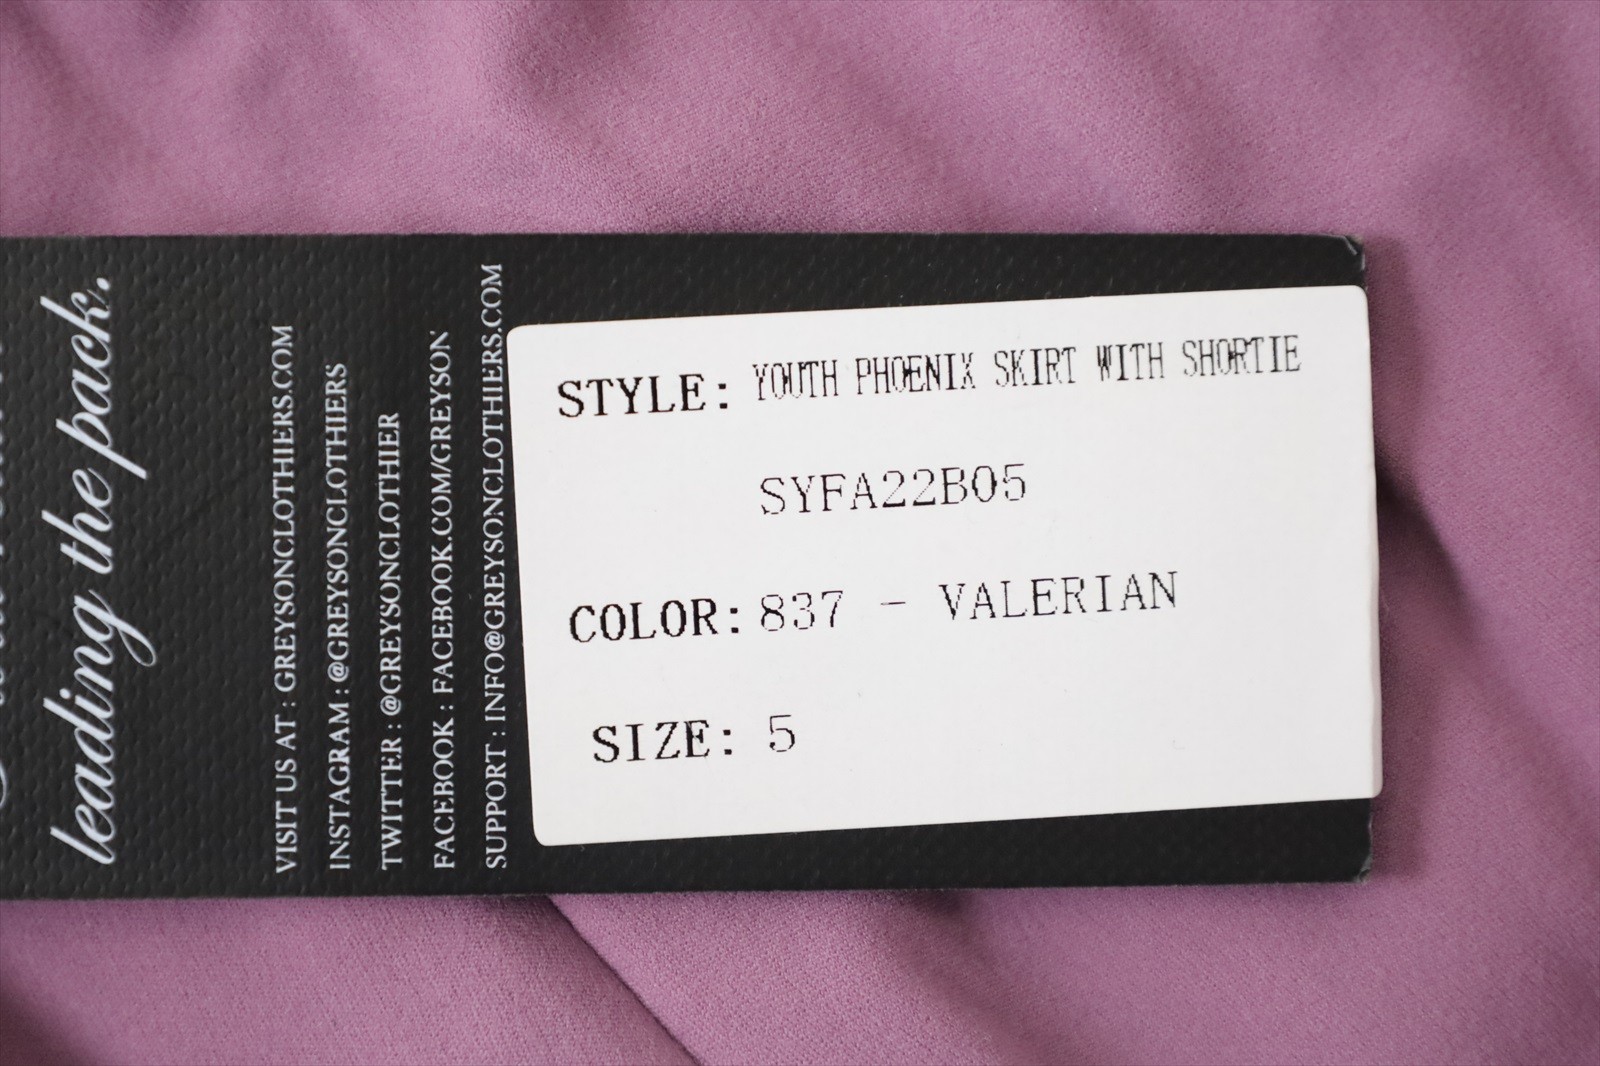 leading the pack.
VISIT US AT : GREYSONCLOTHIERS.COM
INSTAGRAM : @GREYSONCLOTHIERS
TWITTER : @GREYSONCLOTHIER
FACEBOOK : FACEBOOK.COM/GREYSON
SUPPORT : INFO@GREYSONCLOTHIERS.COM
STYLE: YOUTH PHOENIX SKIRT WITH SHORTIE
SYFA22B05
COLOR: 837 - VALERIAN
SIZE: 5